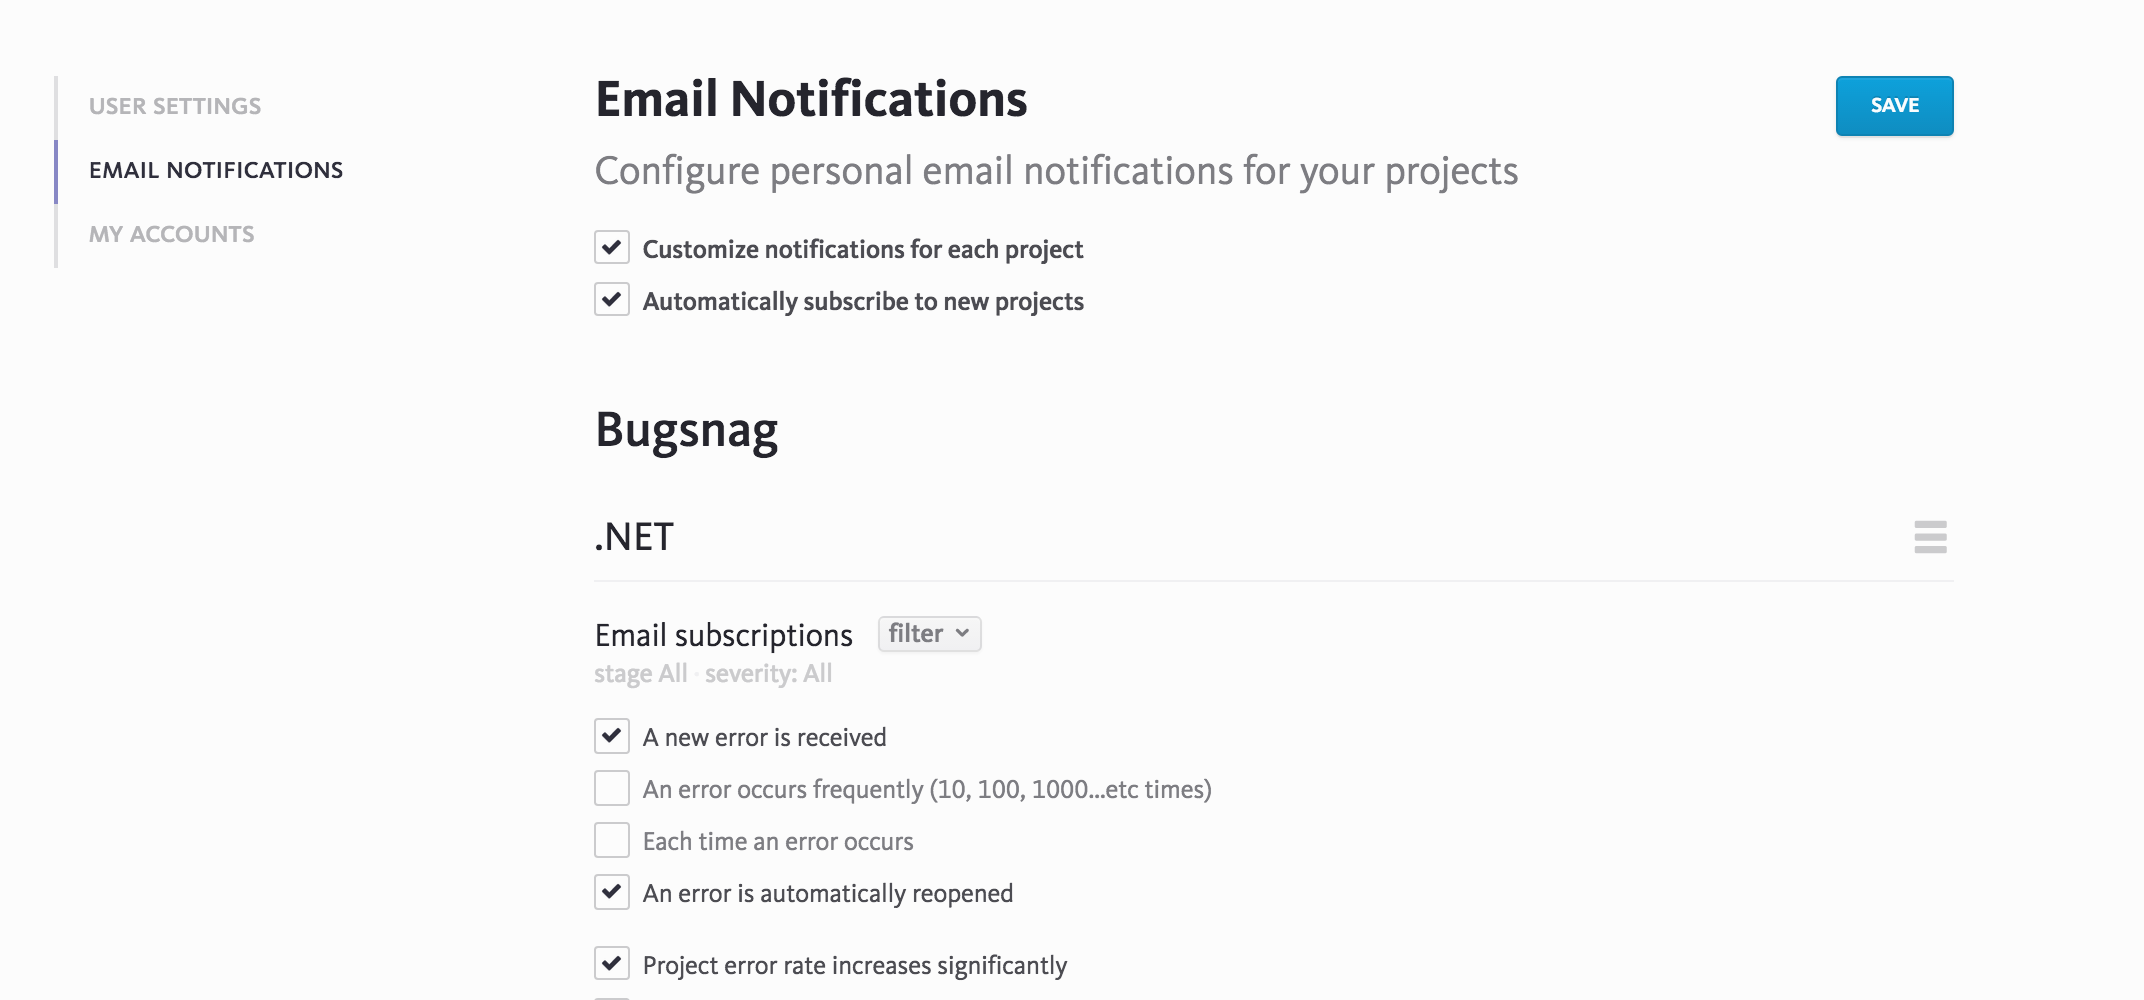 USER SETTINGS
EMAIL NOTIFICATIONS
MY ACCOUNTS
Email Notifications
SAVE
Configure personal email notifications for your projects
Customize notifications for each project
Automatically subscribe to new projects
Bugsnag
.NET
Email subscriptions filter
stage All · severity: All
A new error is received
An error occurs frequently (10, 100, 1000...etc times)
Each time an error occurs
An error is automatically reopened
Project error rate increases significantly